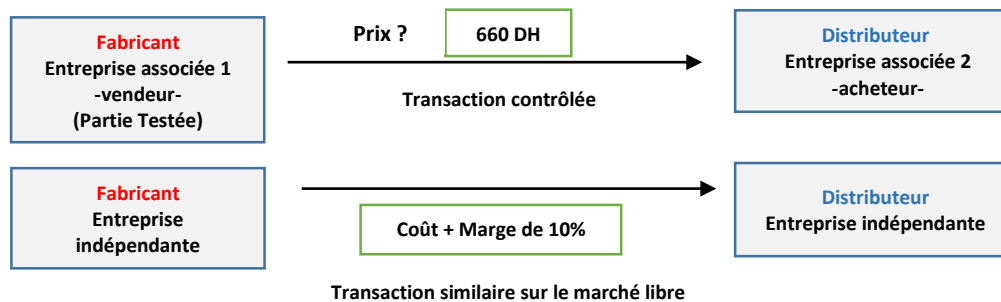 Fabricant
Entreprise associée 1
-vendeur-
(Partie Testée)
Prix ?
660 DH
Transaction contrôlée
Distributeur
Entreprise associée 2
-acheteur-
Fabricant
Entreprise
indépendante
Coût + Marge de 10%
Distributeur
Entreprise indépendante
Transaction similaire sur le marché libre